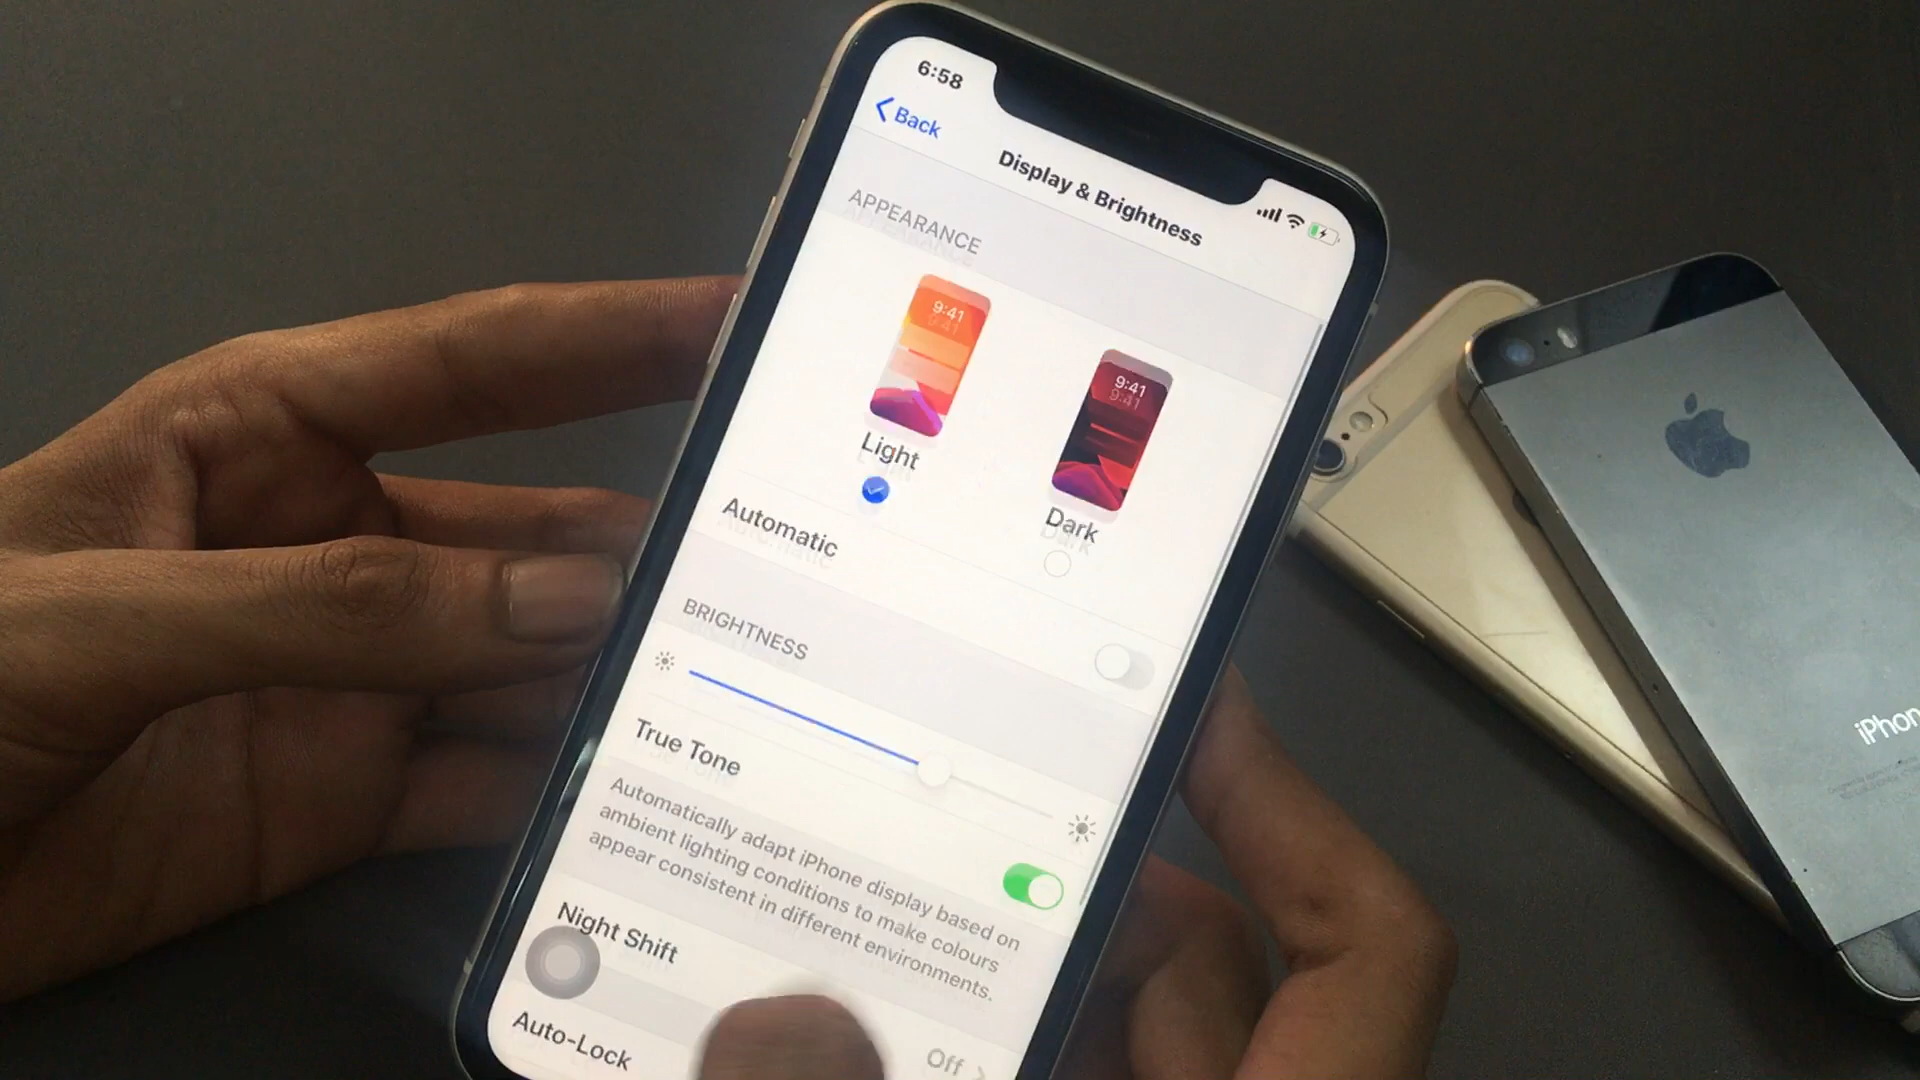 6:58
Back
Display & Brightness
APPEARANCE
9:41
9:41
Light
Dark
Automatic
BRIGHTNESS
True Tone
Automatically adapt iPhone display based on
ambient lighting conditions to make colours
appear consistent in different environments.
Night Shift
Off
Auto-Lock
iPhon